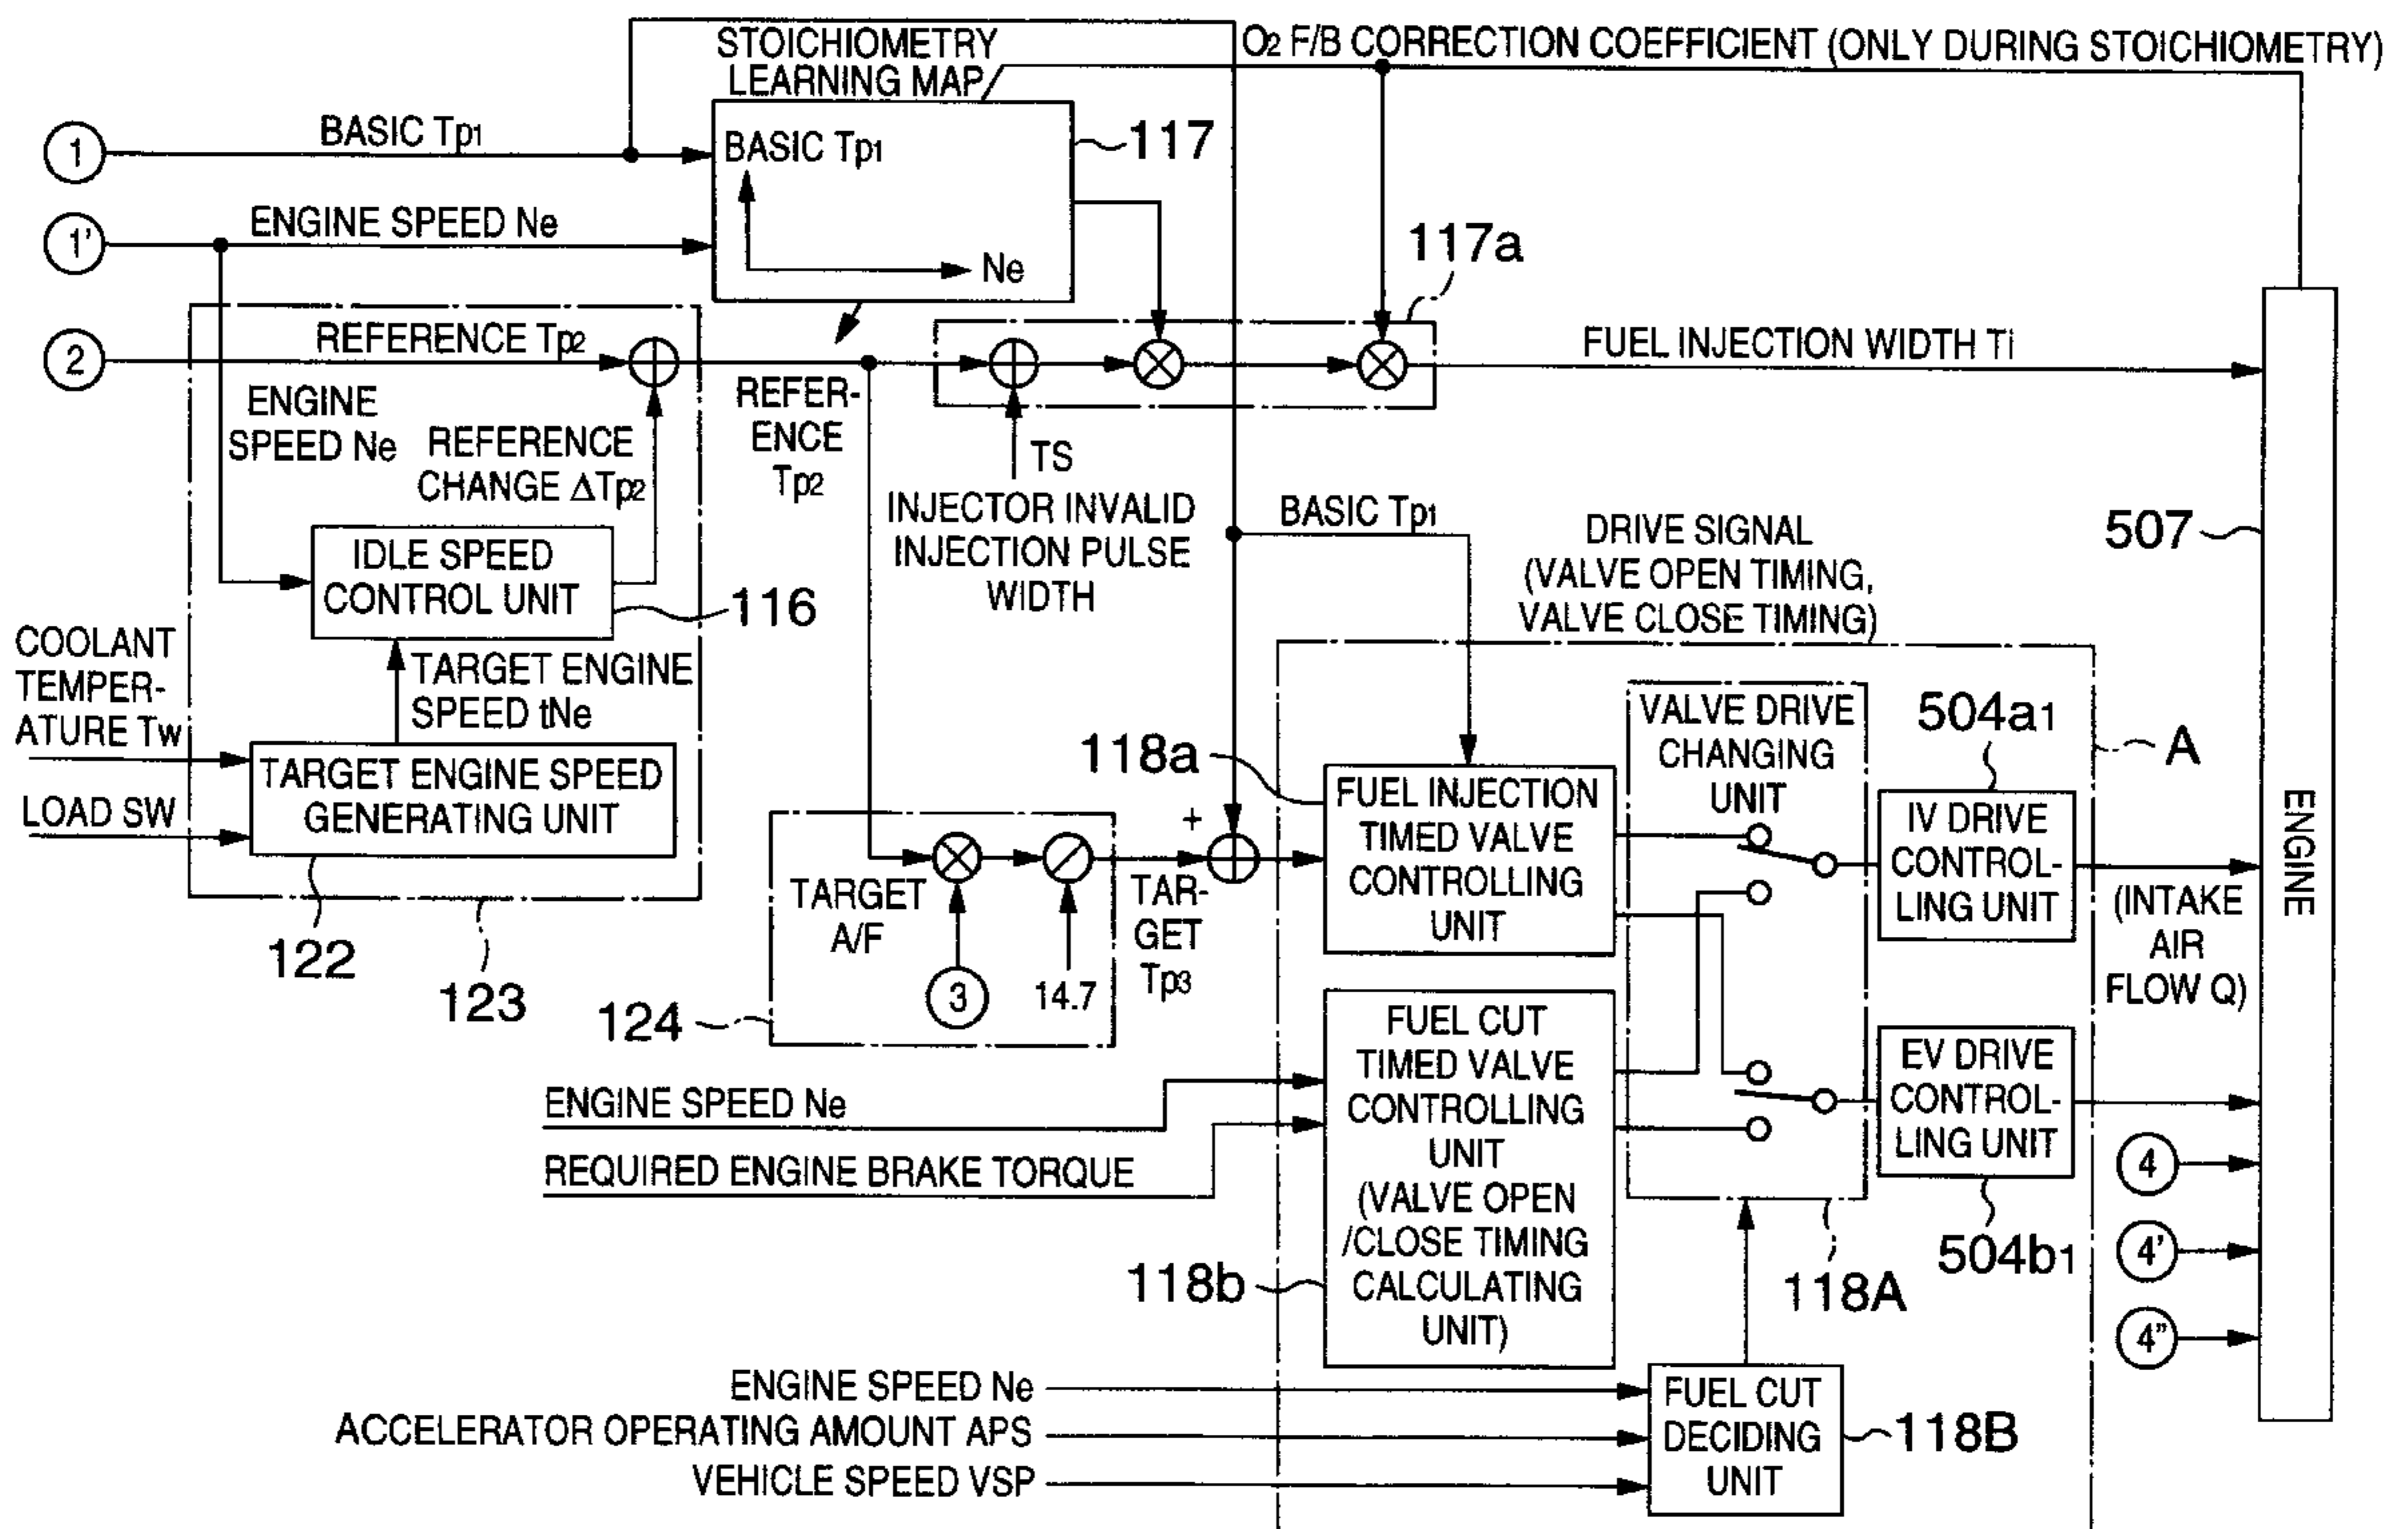 STOICHIOMETRY
LEARNING MAP
O2 F/B CORRECTION COEFFICIENT (ONLY DURING STOICHIOMETRY)
1
BASIC Tp1
BASIC Tp1
117
1'
ENGINE SPEED Ne
Ne
117a
2
REFERENCE Tp2
FUEL INJECTION WIDTH Ti
ENGINE
SPEED Ne
REFERENCE
CHANGE ΔTp2
REFER-
ENCE
Tp2
TS
INJECTOR INVALID
INJECTION PULSE
WIDTH
BASIC Tp1
DRIVE SIGNAL
(VALVE OPEN TIMING,
VALVE CLOSE TIMING)
507
IDLE SPEED
CONTROL UNIT
116
COOLANT
TEMPER-
ATURE Tw
TARGET ENGINE
SPEED tNe
LOAD SW
TARGET ENGINE SPEED
GENERATING UNIT
122
123
118a
FUEL INJECTION
TIMED VALVE
CONTROLLING
UNIT
VALVE DRIVE
CHANGING
UNIT
504a1
A
IV DRIVE
CONTROL-
LING UNIT
ENGINE
(INTAKE
AIR
FLOW Q)
TARGET
A/F
3
14.7
+
TAR-
GET
Tp3
124
ENGINE SPEED Ne
REQUIRED ENGINE BRAKE TORQUE
FUEL CUT
TIMED VALVE
CONTROLLING
UNIT
(VALVE OPEN
/CLOSE TIMING
CALCULATING
UNIT)
118b
EV DRIVE
CONTROL-
LING UNIT
504b1
118A
4
4'
4"
ENGINE SPEED Ne
ACCELERATOR OPERATING AMOUNT APS
VEHICLE SPEED VSP
FUEL CUT
DECIDING
UNIT
118B